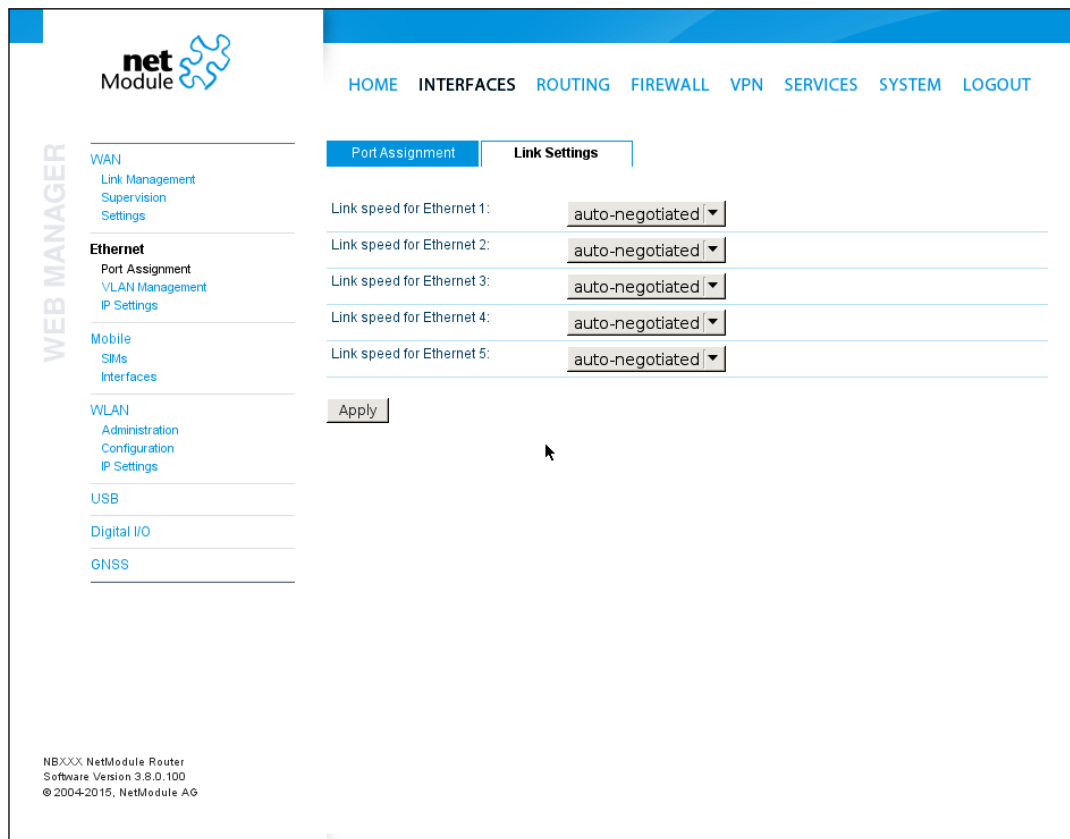 net
Module
HOME INTERFACES ROUTING FIREWALL VPN SERVICES SYSTEM LOGOUT
WEB MANAGER
WAN
Link Management
Supervision
Settings
Ethernet
Port Assignment
VLAN Management
IP Settings
Mobile
SIMs
Interfaces
WLAN
Administration
Configuration
IP Settings
USB
Digital I/O
GNSS
Port Assignment Link Settings
Link speed for Ethernet 1: auto-negotiated
Link speed for Ethernet 2: auto-negotiated
Link speed for Ethernet 3: auto-negotiated
Link speed for Ethernet 4: auto-negotiated
Link speed for Ethernet 5: auto-negotiated
Apply
NBXXX NetModule Router
Software Version 3.8.0.100
© 2004-2015, NetModule AG